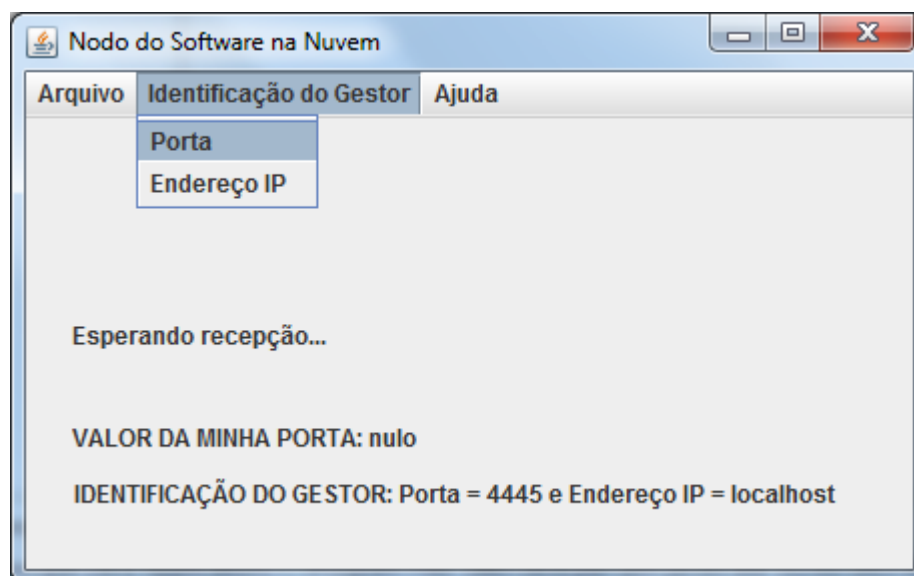 Nodo do Software na Nuvem
Arquivo Identificação do Gestor Ajuda
Porta
Endereço IP
Esperando recepção...
VALOR DA MINHA PORTA: nulo
IDENTIFICAÇÃO DO GESTOR: Porta = 4445 e Endereço IP = localhost